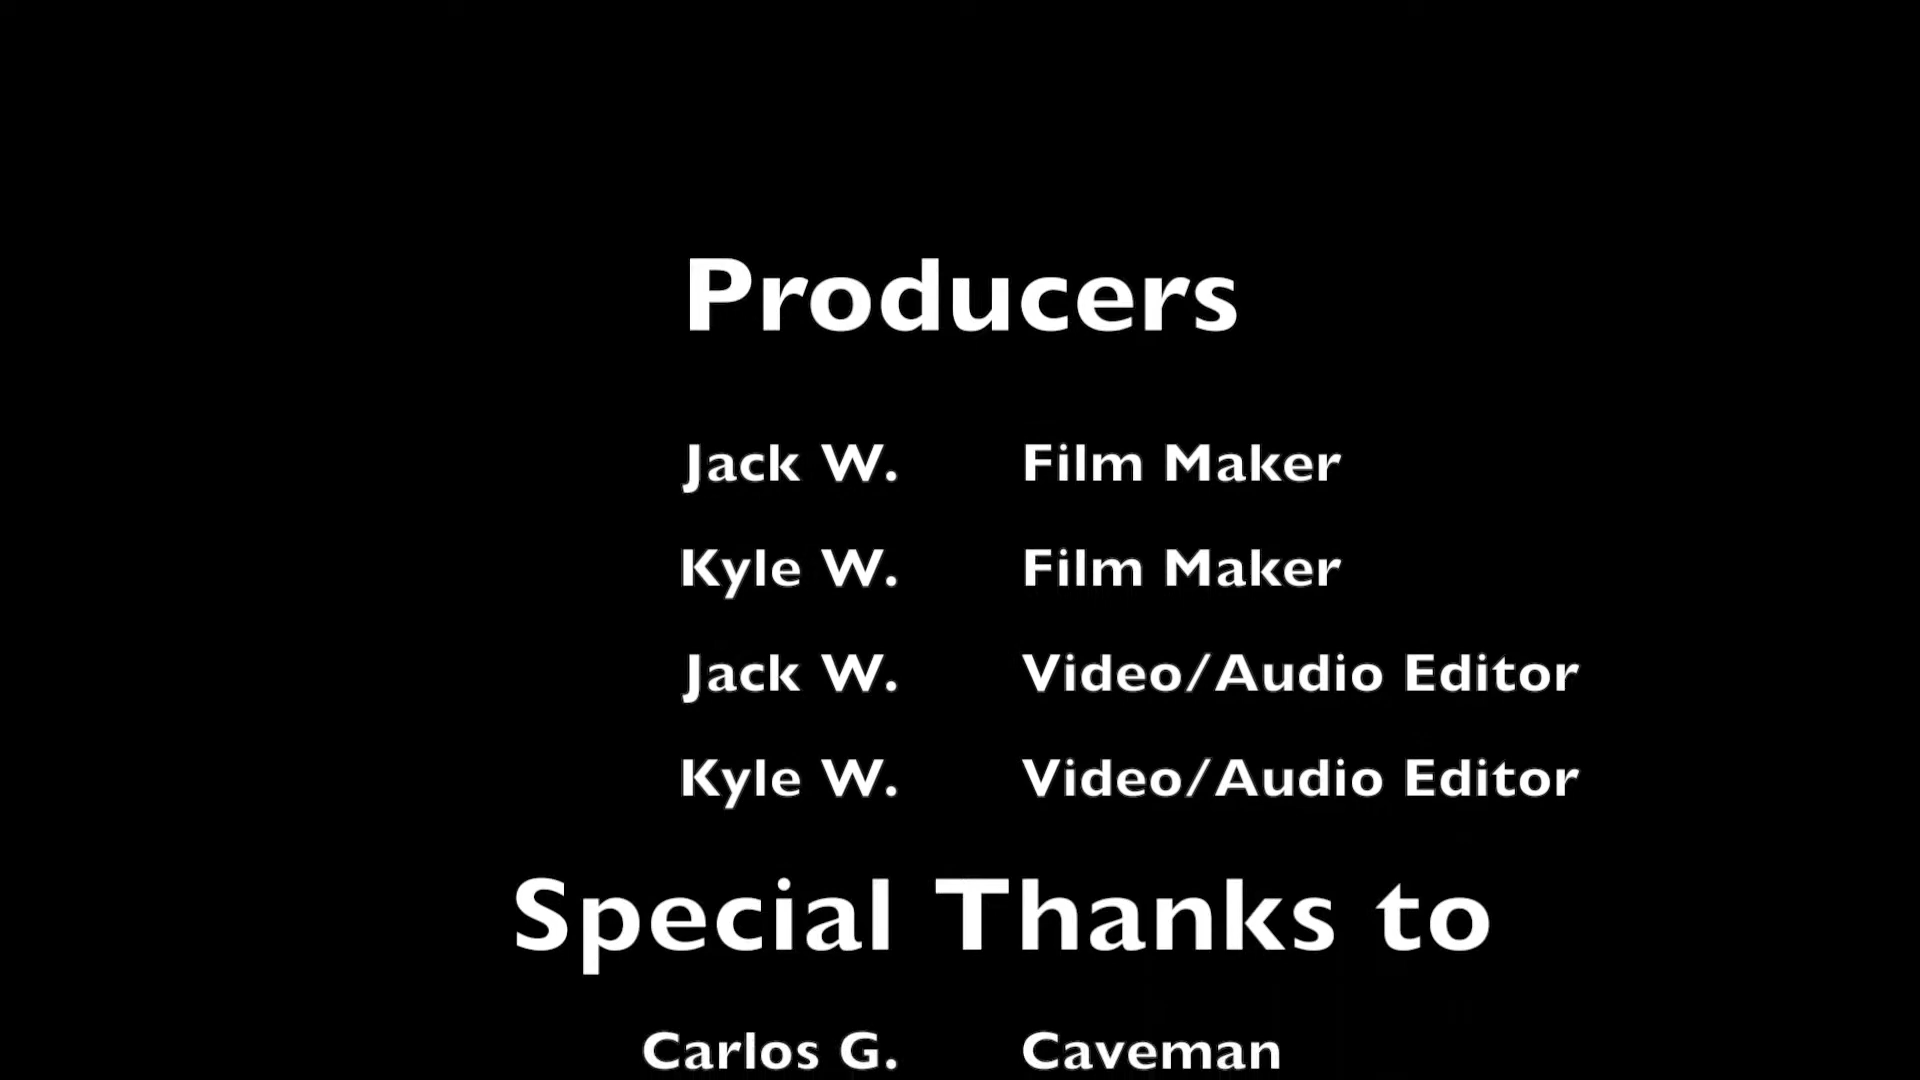 Producers
Jack W. Film Maker
Kyle W. Film Maker
Jack W. Video/Audio Editor
Kyle W. Video/Audio Editor
Special Thanks to
Carlos G. Caveman